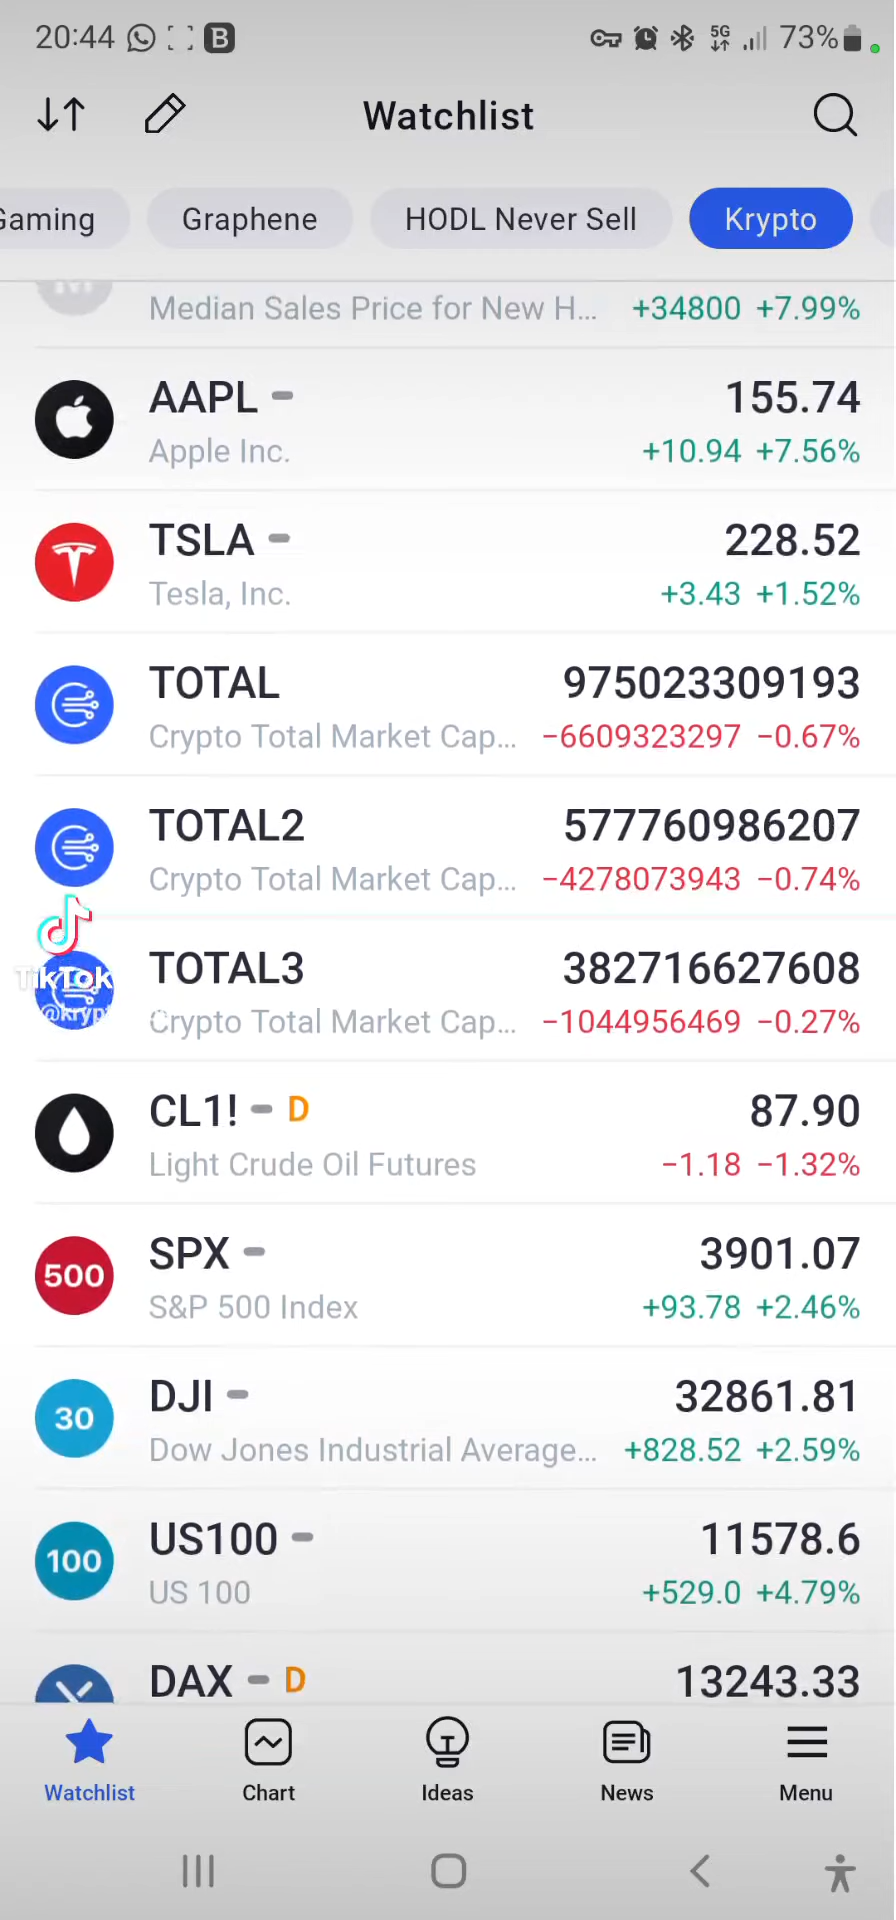 20:44 B 5G 73%
Watchlist
Gaming Graphene HODL Never Sell Krypto
Median Sales Price for New H... +34800 +7.99%
AAPL 155.74
Apple Inc. +10.94 +7.56%
TSLA 228.52
Tesla, Inc. +3.43 +1.52%
TOTAL 975023309193
Crypto Total Market Cap... −6609323297 −0.67%
TOTAL2 577760986207
Crypto Total Market Cap... −4278073943 −0.74%
TOTAL3 382716627608
TikTok
Crypto Total Market Cap... −1044956469 −0.27%
CL1! D 87.90
Light Crude Oil Futures −1.18 −1.32%
500 SPX 3901.07
S&P 500 Index +93.78 +2.46%
30 DJI 32861.81
Dow Jones Industrial Average... +828.52 +2.59%
100 US100 11578.6
US 100 +529.0 +4.79%
DAX D 13243.33
Watchlist Chart Ideas News Menu